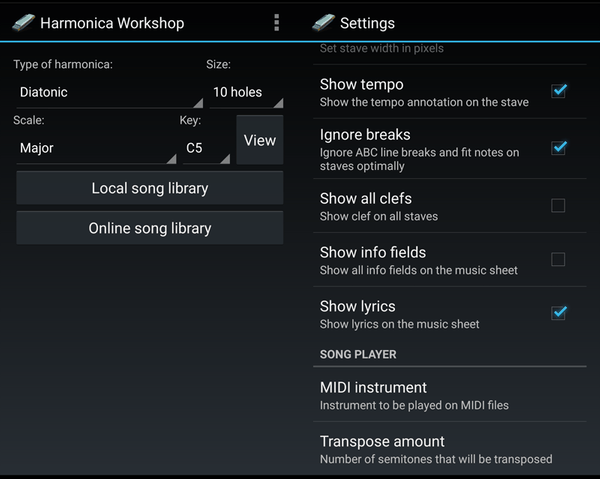 Harmonica Workshop
Type of harmonica:
Size:
Diatonic
10 holes
Scale:
Key:
Major
C5
View
Local song library
Online song library
Settings
Set stave width in pixels
Show tempo
Show the tempo annotation on the stave
Ignore breaks
Ignore ABC line breaks and fit notes on
staves optimally
Show all clefs
Show clef on all staves
Show info fields
Show all info fields on the music sheet
Show lyrics
Show lyrics on the music sheet
SONG PLAYER
MIDI instrument
Instrument to be played on MIDI files
Transpose amount
Number of semitones that will be transposed